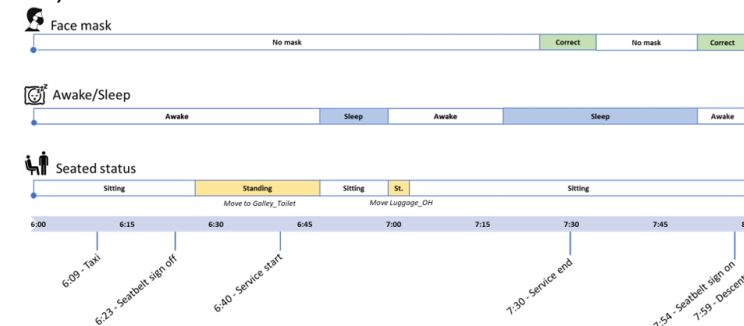 Face mask
No mask
Correct
No mask
Correct
Awake/Sleep
Awake
Sleep
Awake
Sleep
Awake
Seated status
Sitting
Standing
Sitting
St.
Sitting
Move to Galley_Toilet
Move Luggage_OH
6:00
6:15
6:30
6:45
7:00
7:15
7:30
7:45
6:09 - Taxi
6:23 - Seatbelt sign off
6:40 - Service start
7:30 - Service end
7:54 - Seatbelt sign on
7:59 - Descent